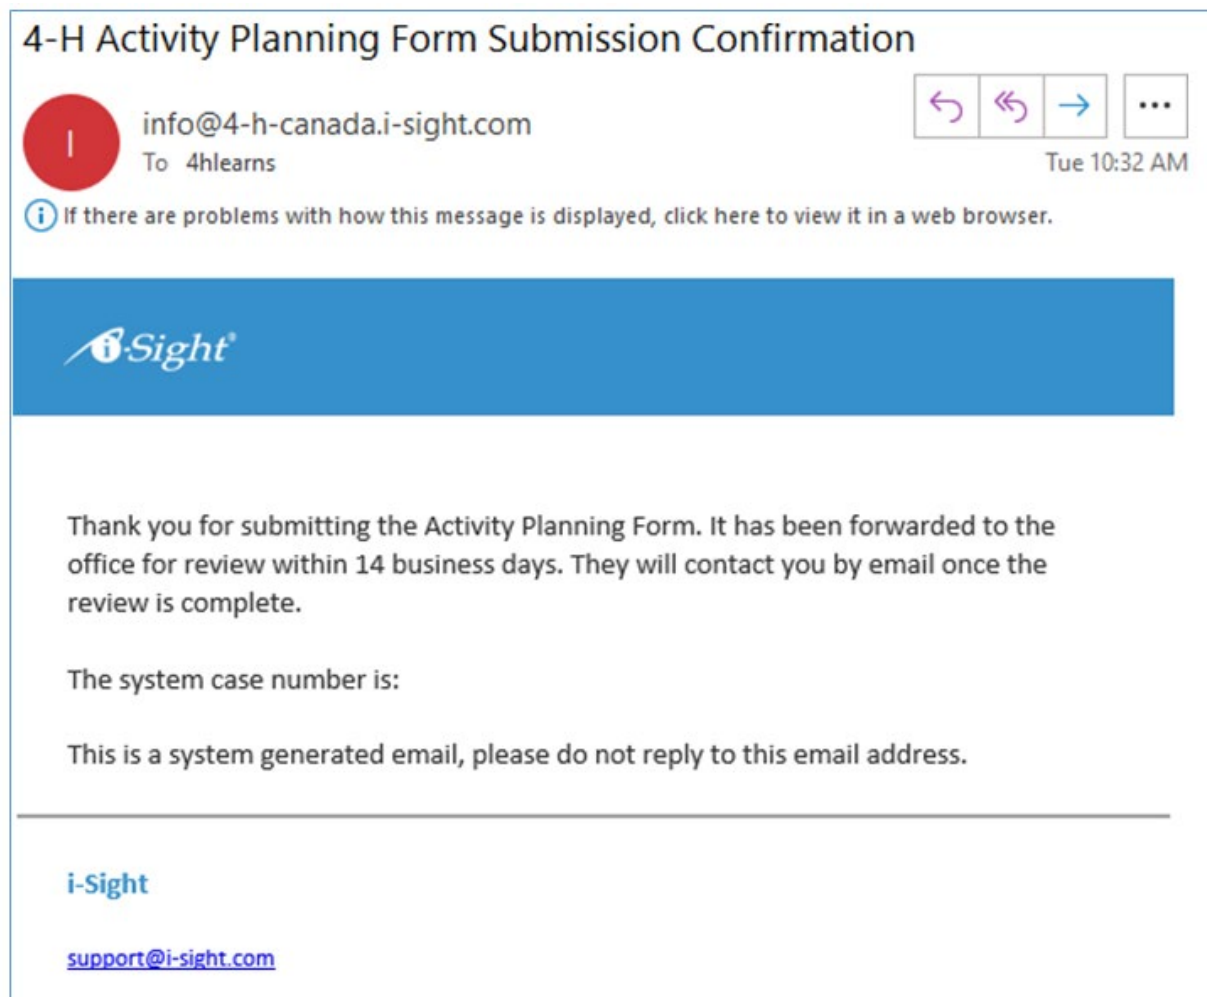 4-H Activity Planning Form Submission Confirmation
I
info@4-h-canada.i-sight.com
To 4hlearns
Tue 10:32 AM
If there are problems with how this message is displayed, click here to view it in a web browser.
i-Sight®
Thank you for submitting the Activity Planning Form. It has been forwarded to the
office for review within 14 business days. They will contact you by email once the
review is complete.
The system case number is:
This is a system generated email, please do not reply to this email address.
i-Sight
support@i-sight.com